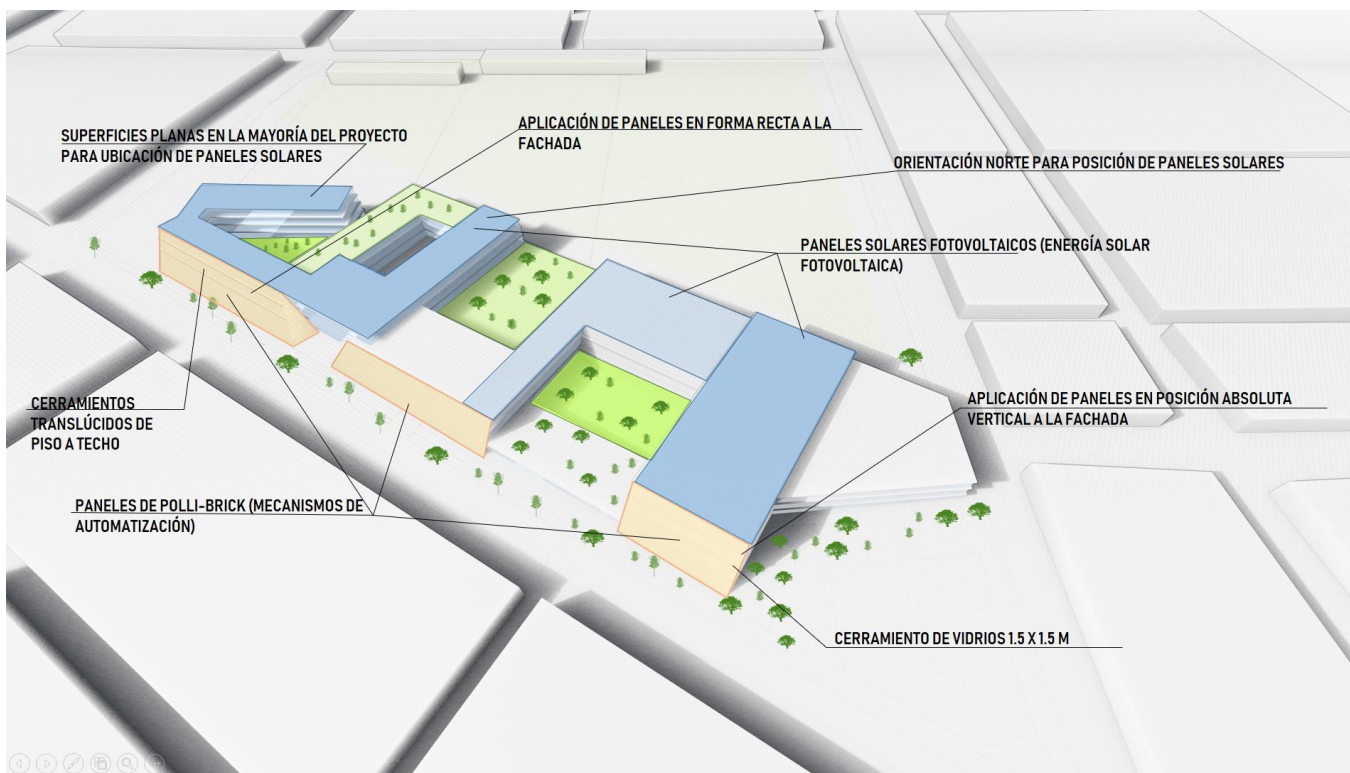 SUPERFICIES PLANAS EN LA MAYORÍA DEL PROYECTO
PARA UBICACIÓN DE PANELES SOLARES
APLICACIÓN DE PANELES EN FORMA RECTA A LA
FACHADA
ORIENTACIÓN NORTE PARA POSICIÓN DE PANELES SOLARES
PANELES SOLARES FOTOVOLTAICOS (ENERGÍA SOLAR
FOTOVOLTAICA)
CERRAMIENTOS
TRANSLÚCIDOS DE
PISO A TECHO
APLICACIÓN DE PANELES EN POSICIÓN ABSOLUTA
VERTICAL A LA FACHADA
PANELES DE POLLI-BRICK (MECANISMOS DE
AUTOMATIZACIÓN)
CERRAMIENTO DE VIDRIOS 1.5 X 1.5 M